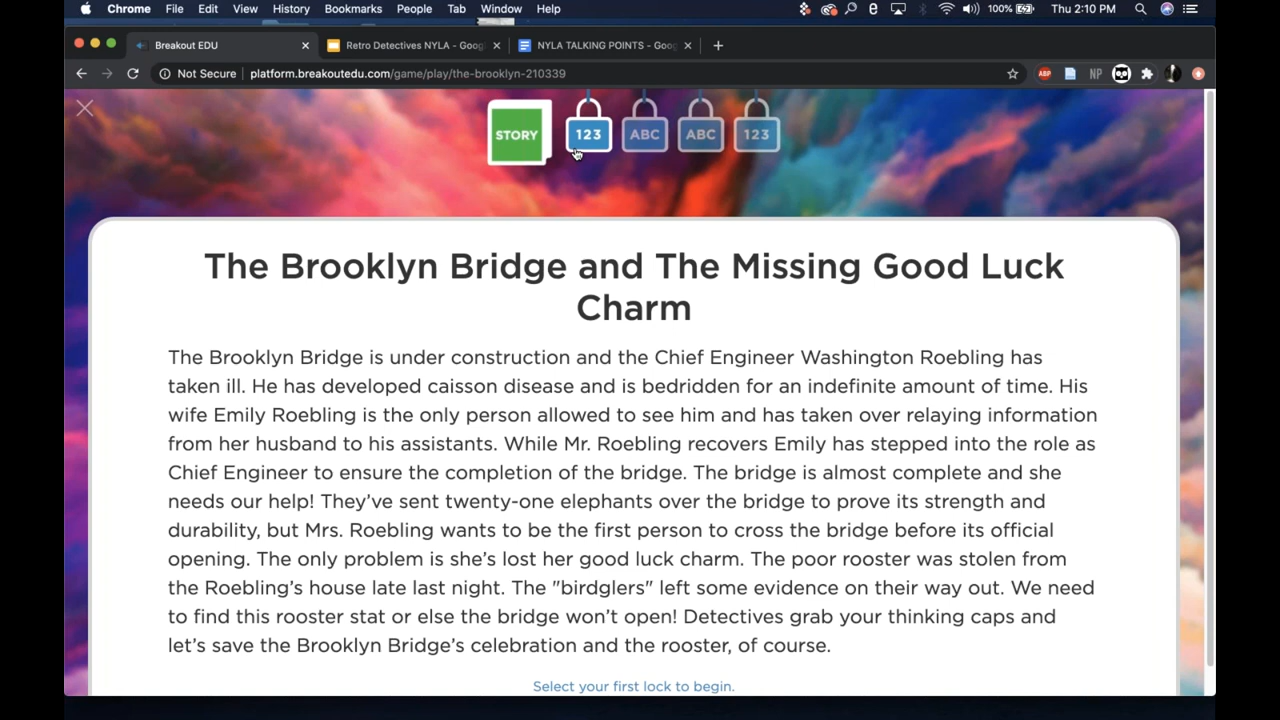 Chrome File Edit View History Bookmarks People Tab Window Help 100% Thu 2:10 PM
Breakout EDU Retro Detectives NYLA - Goog NYLA TALKING POINTS - Goog
Not Secure platform.breakoutedu.com/game/play/the-brooklyn-210339 ABP NP
STORY 123 ABC ABC 123
The Brooklyn Bridge and The Missing Good Luck
Charm
The Brooklyn Bridge is under construction and the Chief Engineer Washington Roebling has
taken ill. He has developed caisson disease and is bedridden for an indefinite amount of time. His
wife Emily Roebling is the only person allowed to see him and has taken over relaying information
from her husband to his assistants. While Mr. Roebling recovers Emily has stepped into the role as
Chief Engineer to ensure the completion of the bridge. The bridge is almost complete and she
needs our help! They’ve sent twenty-one elephants over the bridge to prove its strength and
durability, but Mrs. Roebling wants to be the first person to cross the bridge before its official
opening. The only problem is she’s lost her good luck charm. The poor rooster was stolen from
the Roebling’s house late last night. The "birdglers" left some evidence on their way out. We need
to find this rooster stat or else the bridge won’t open! Detectives grab your thinking caps and
let’s save the Brooklyn Bridge’s celebration and the rooster, of course.
Select your first lock to begin.